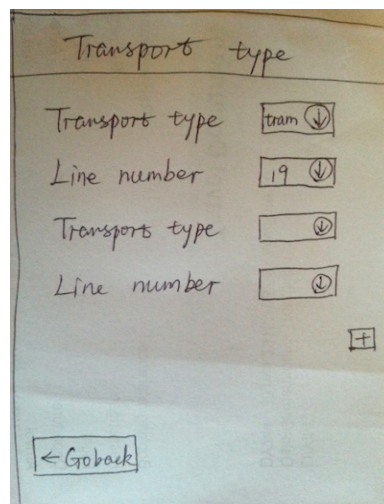 Transport type
Transport type tram ↓
Line number 19 ↓
Transport type ↓
Line number ↓
+
← Goback